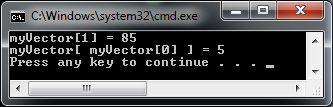 C:\Windows\system32\cmd.exe
myVector[1] = 85
myVector[ myVector[0] ] = 5
Press any key to continue . . . _